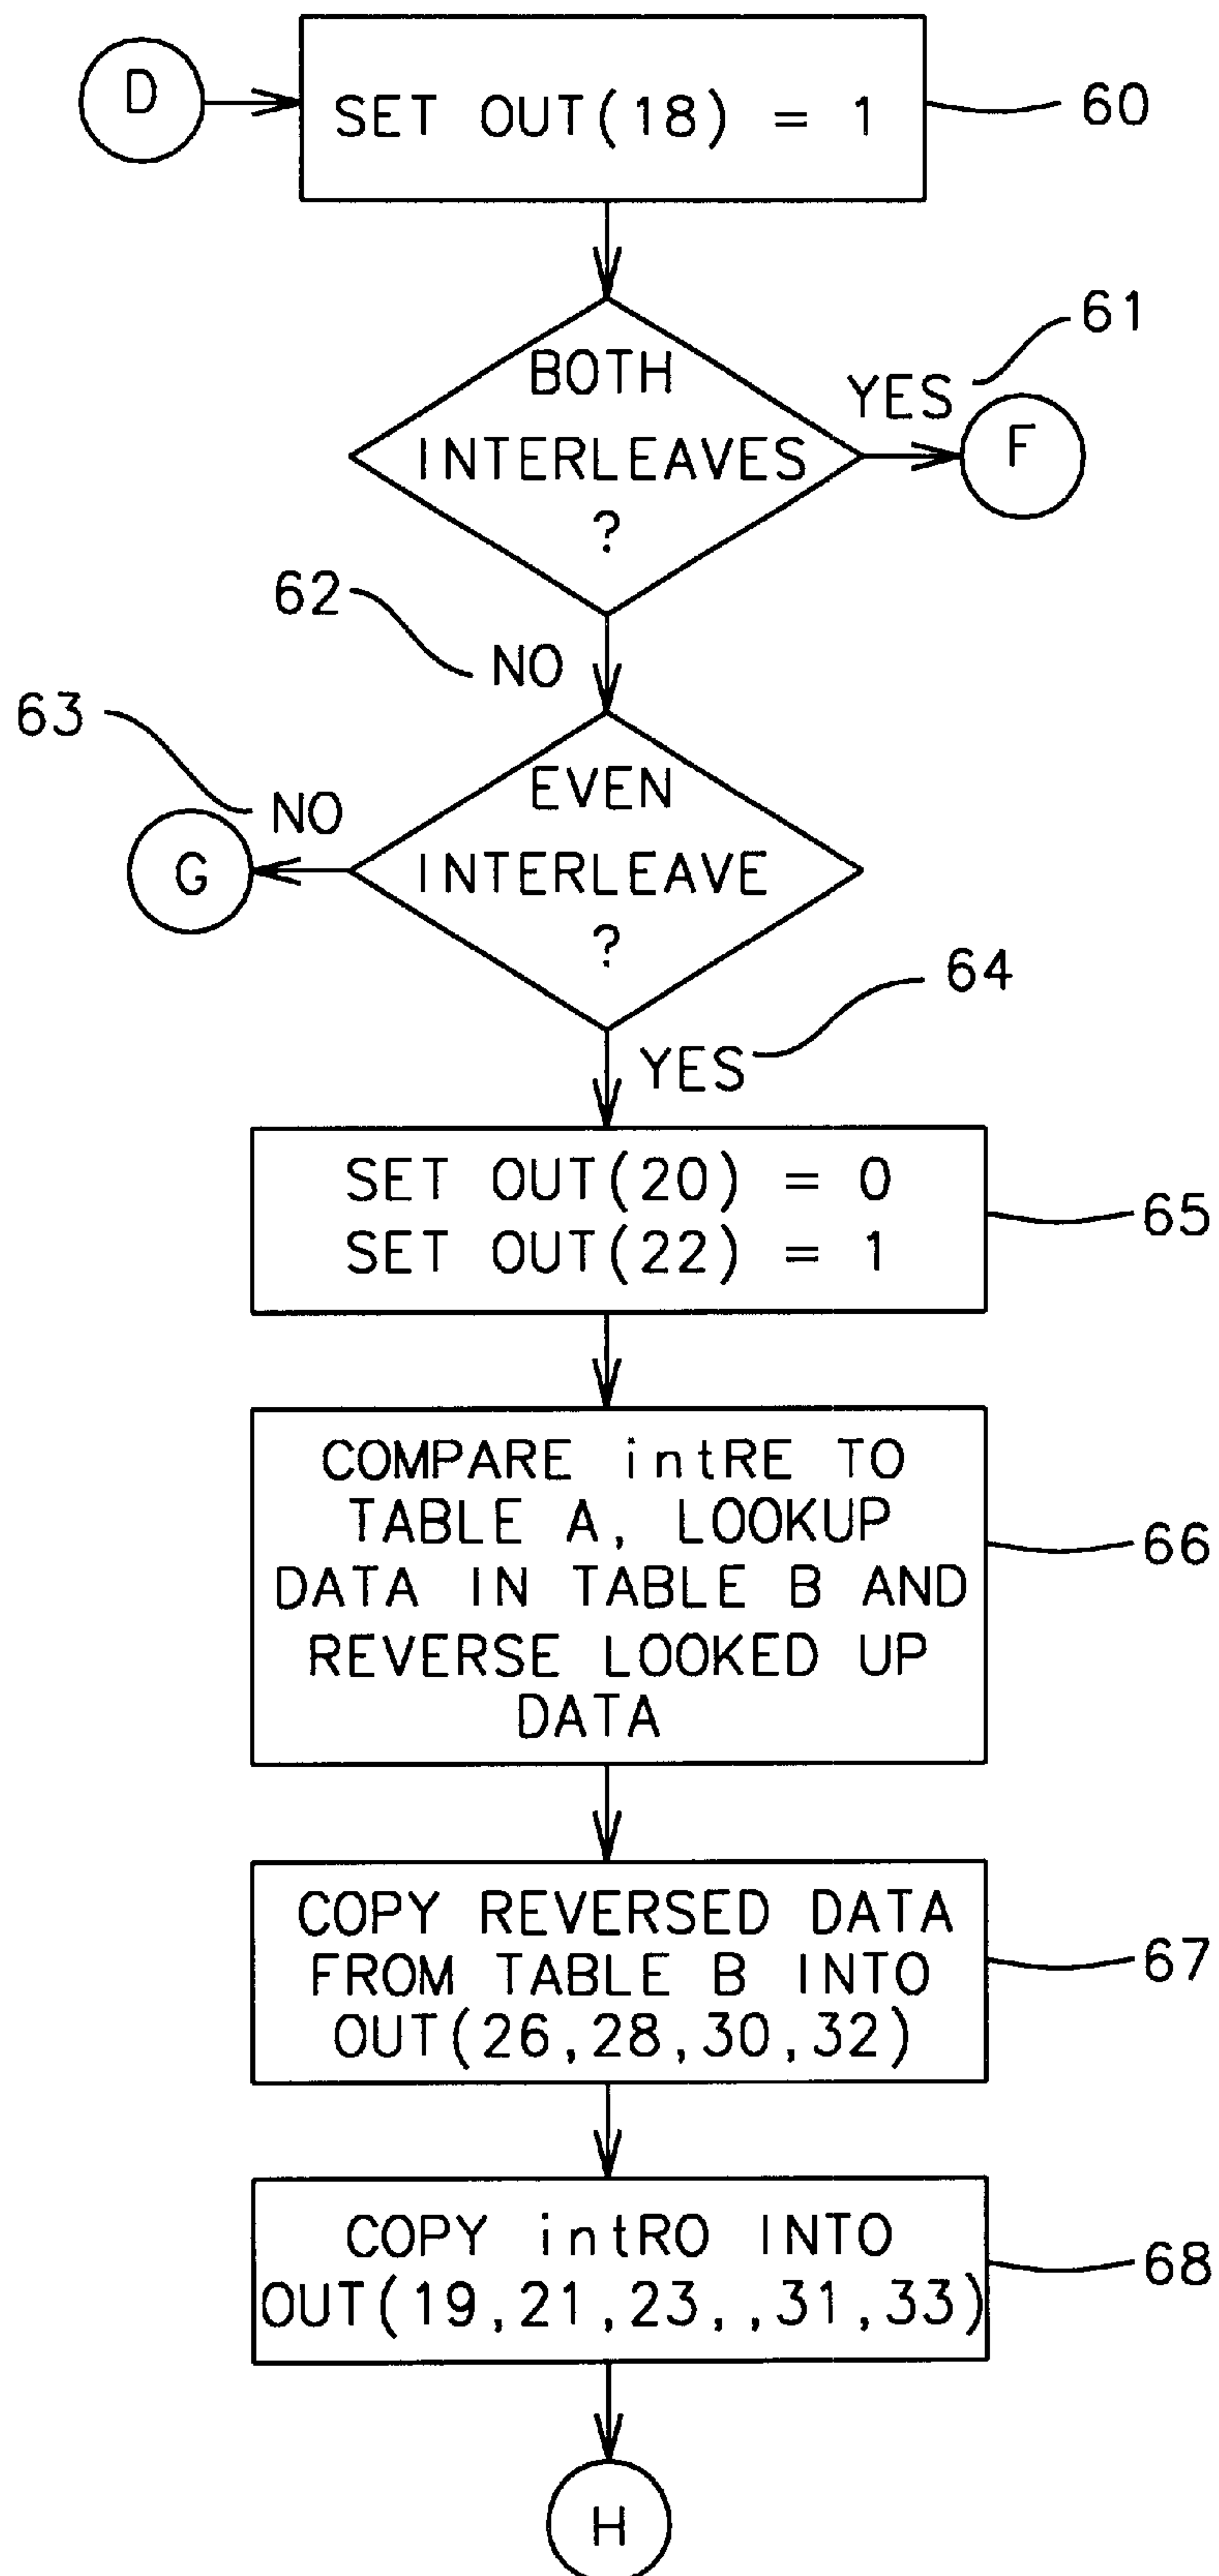 D
SET OUT(18) = 1
60
61
BOTH
YES
INTERLEAVES
F
?
62
NO
63
EVEN
NO
INTERLEAVE
G
?
64
YES
SET OUT(20) = 0
SET OUT(22) = 1
65
COMPARE intRE TO
TABLE A, LOOKUP
DATA IN TABLE B AND
REVERSE LOOKED UP
DATA
66
COPY REVERSED DATA
FROM TABLE B INTO
OUT(26,28,30,32)
67
COPY intRO INTO
OUT(19,21,23,,31,33)
68
H